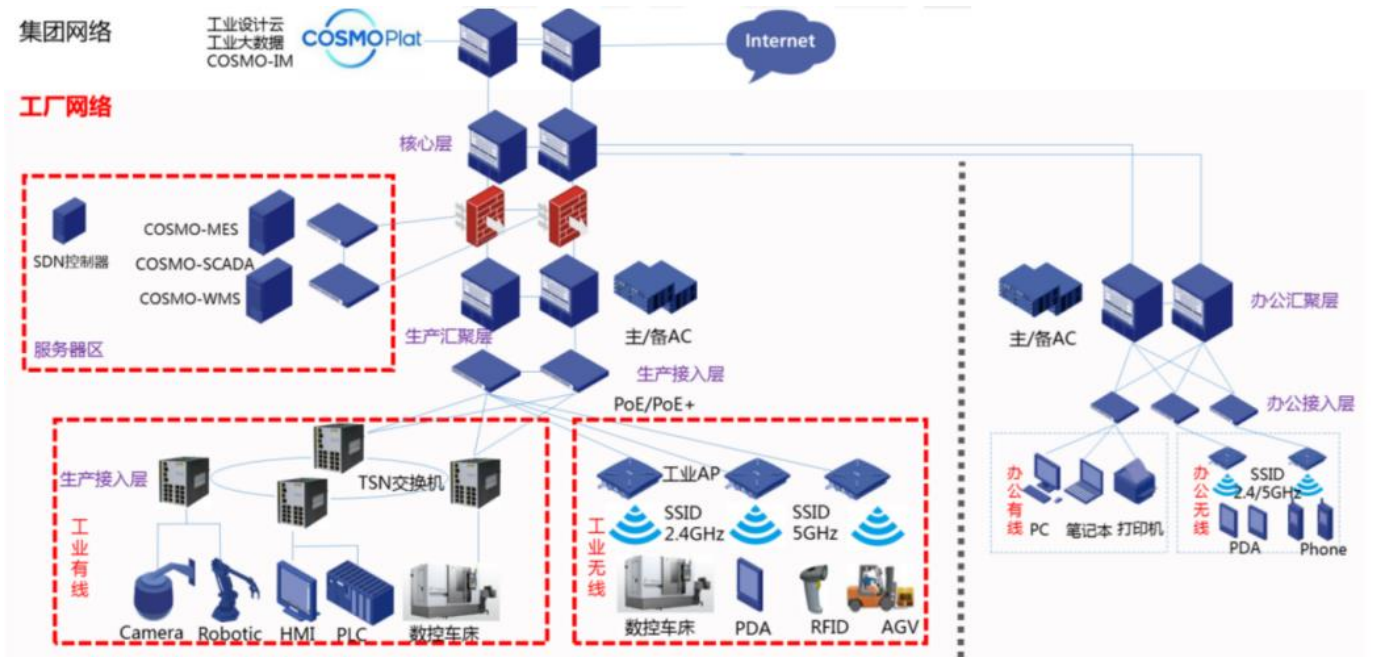 集团网络
工业设计云
工业大数据
COSMO-IM
COSMOPlat
Internet
工厂网络
核心层
SDN控制器
COSMO-MES
COSMO-SCADA
COSMO-WMS
服务器区
生产汇聚层
主/备AC
生产接入层
PoE/PoE+
主/备AC
办公汇聚层
办公接入层
生产接入层
TSN交换机
工业有线
Camera
Robotic
HMI
PLC
数控车床
工业AP
SSID
2.4GHz
SSID
5GHz
工业无线
数控车床
PDA
RFID
AGV
办公有线
PC
笔记本
打印机
办公无线
SSID
2.4/5GHz
PDA
Phone